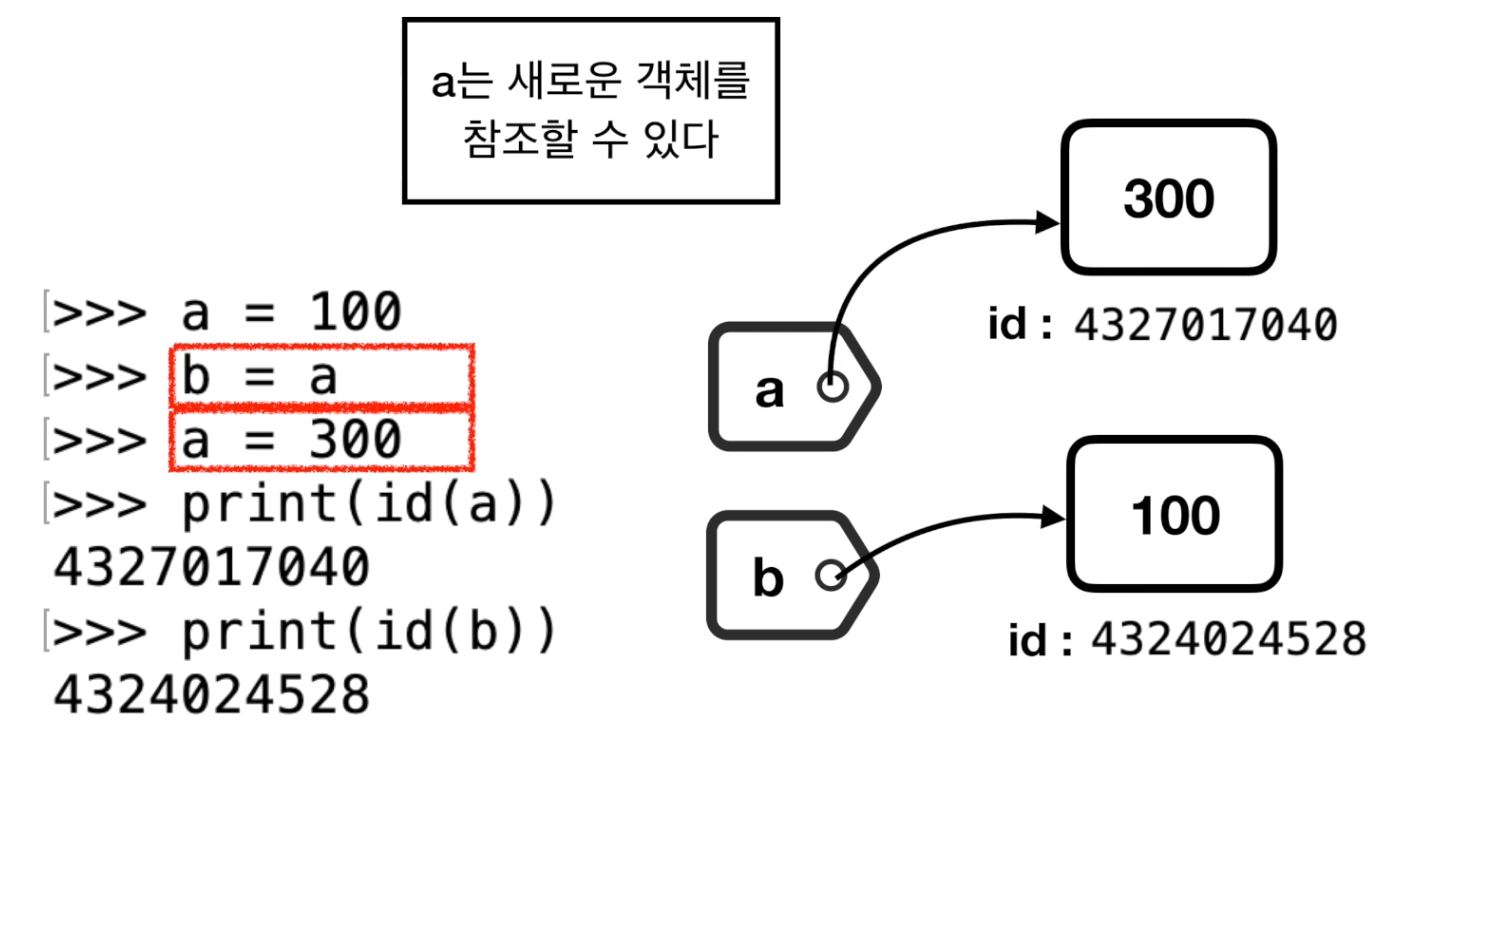 a는 새로운 객체를
참조할 수 있다
[>>> a = 100
[>>> b = a
[>>> a = 300
[>>> print(id(a))
4327017040
[>>> print(id(b))
4324024528
300
id : 4327017040
a
100
b
id : 4324024528